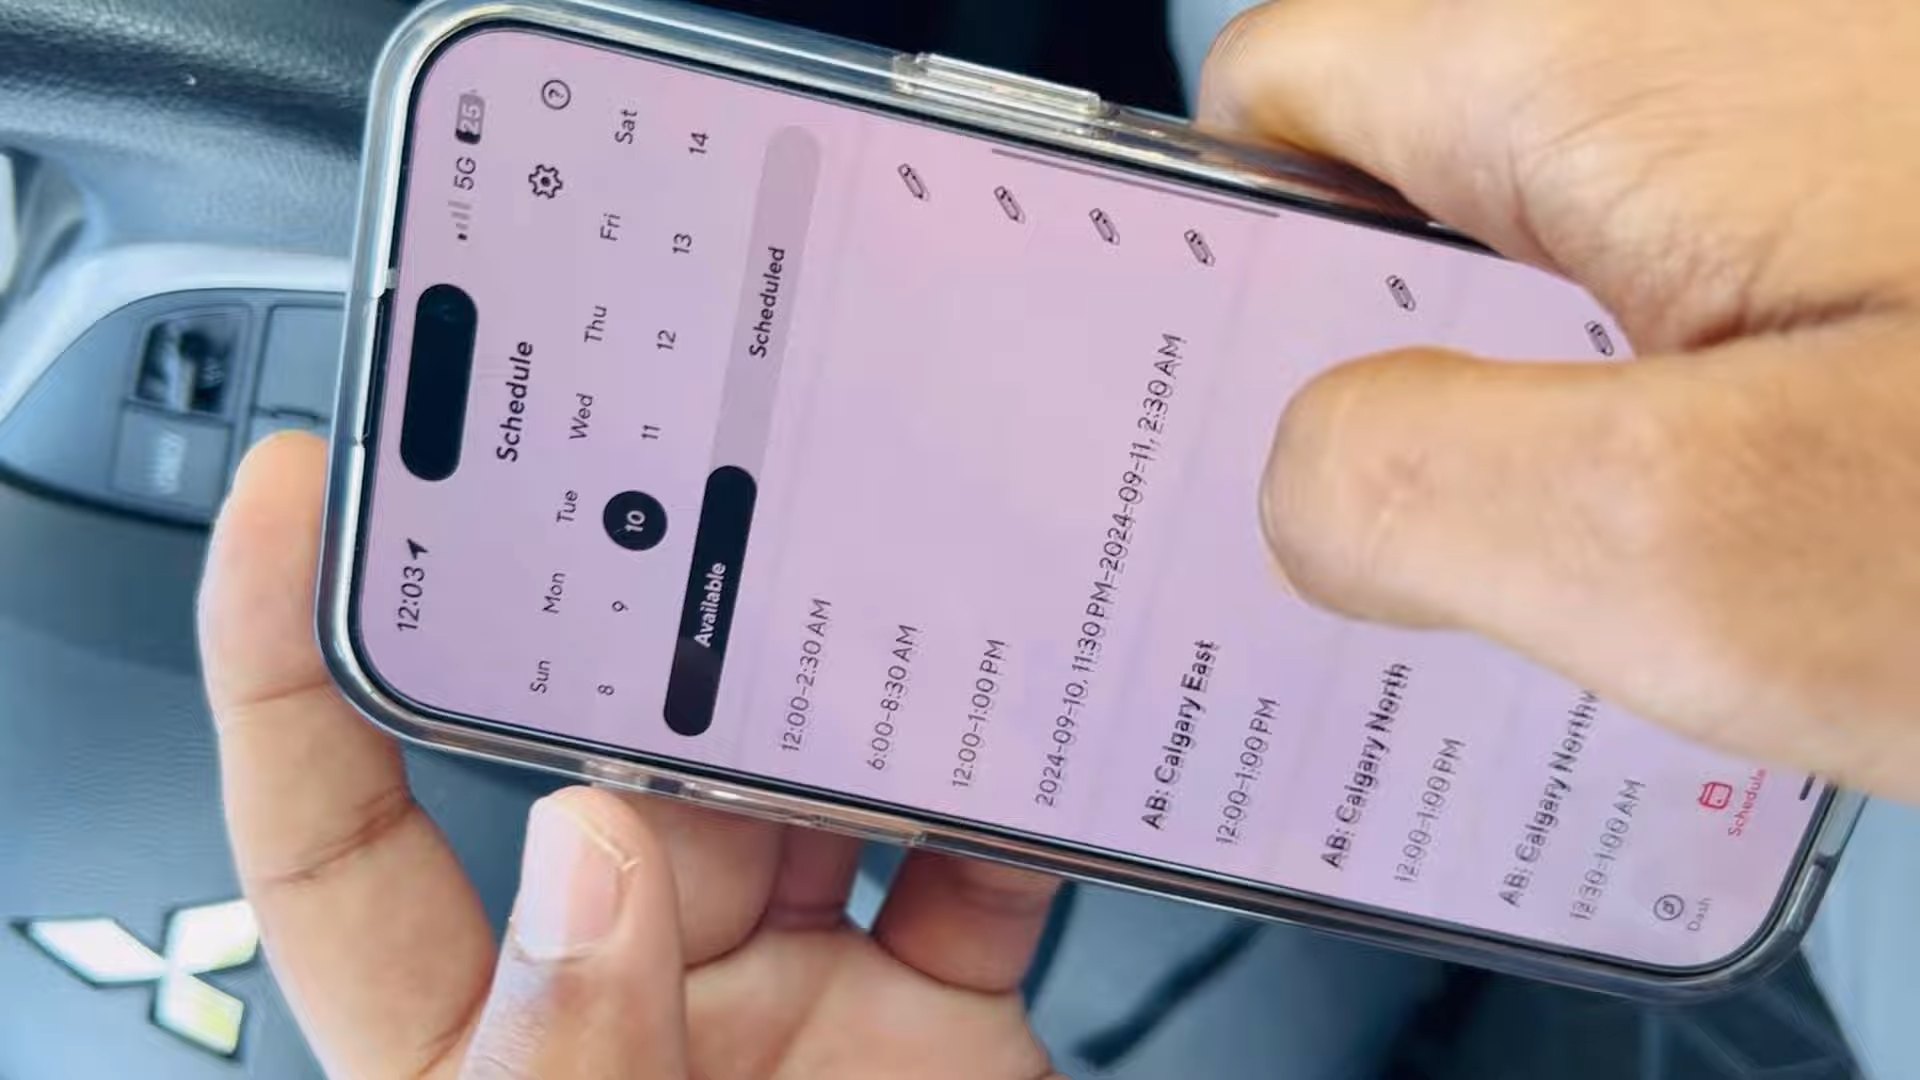 12:03 5G 25
Schedule
Sun Mon Tue Wed Thu Fri Sat
8 9 10 11 12 13 14
Available Scheduled
12:00-2:30 AM
6:00-8:30 AM
12:00-1:00 PM
2024-09-10, 11:30 PM-2024-09-11, 2:30 AM
AB: Calgary East
12:00-1:00 PM
AB: Calgary North
12:00-1:00 PM
AB: Calgary
12:30-1:00 AM
Dash Schedule